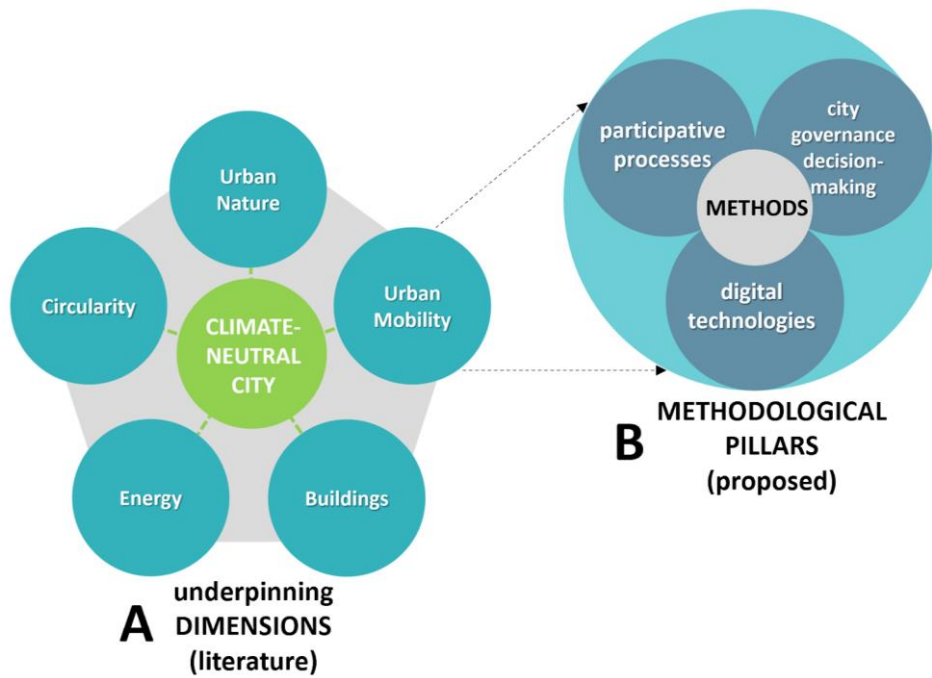 Urban
Nature
Circularity
CLIMATE-
NEUTRAL
CITY
Urban
Mobility
Energy
Buildings
A
underpinning
DIMENSIONS
(literature)
participative
processes
city
governance
decision-
making
METHODS
digital
technologies
B
METHODOLOGICAL
PILLARS
(proposed)